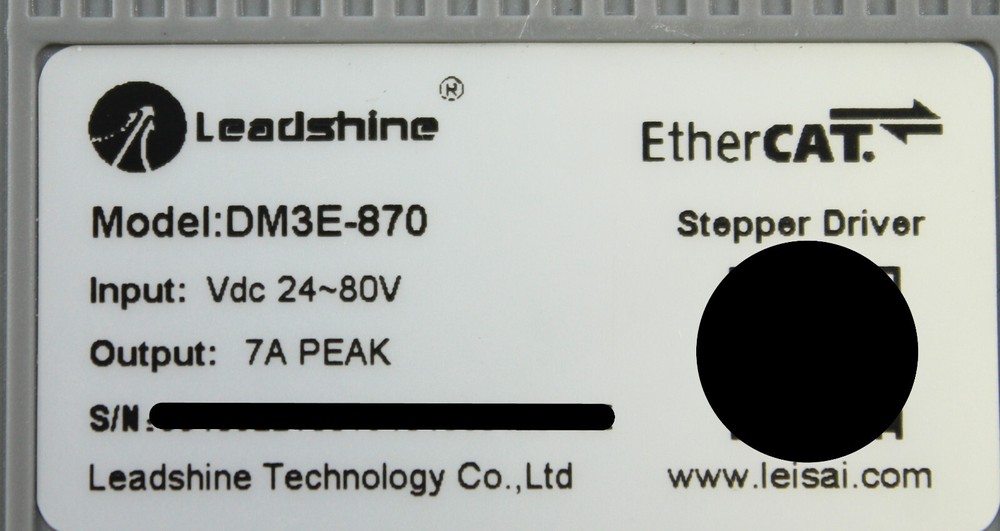 Leadshine ®
EtherCAT.
Model:DM3E-870
Stepper Driver
Input: Vdc 24~80V
Output: 7A PEAK
S/N:
Leadshine Technology Co.,Ltd
www.leisai.com